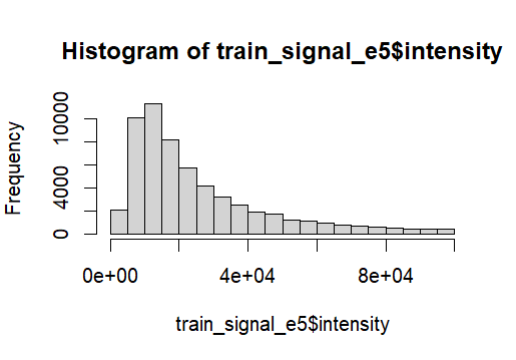 Histogram of train_signal_e5$intensity
Frequency
10000
4000
0
0e+00 4e+04 8e+04
train_signal_e5$intensity